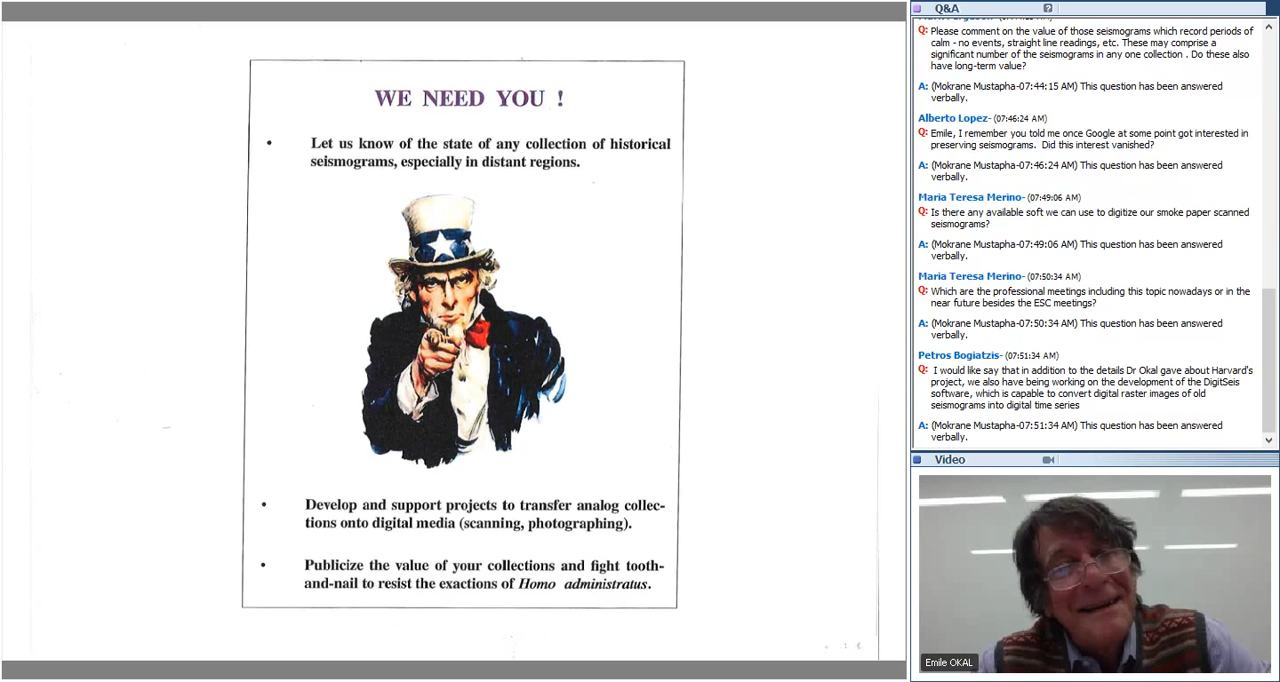 WE NEED YOU !
• Let us know of the state of any collection of historical
seismograms, especially in distant regions.
• Develop and support projects to transfer analog collec-
tions onto digital media (scanning, photographing).
• Publicize the value of your collections and fight tooth-
and-nail to resist the exactions of Homo administratus.
Q&A
Q: Please comment on the value of those seismograms which record periods of
calm - no events, straight line readings, etc. These may comprise a
significant number of the seismograms in any one collection . Do these also
have long-term value?
A: (Mokrane Mustapha-07:44:15 AM) This question has been answered
verbally.
Alberto Lopez- (07:46:24 AM)
Q: Emile, I remember you told me once Google at some point got interested in
preserving seismograms. Did this interest vanished?
A: (Mokrane Mustapha-07:46:24 AM) This question has been answered
verbally.
Maria Teresa Merino- (07:49:06 AM)
Q: Is there any available soft we can use to digitize our smoke paper scanned
seismograms?
A: (Mokrane Mustapha-07:49:06 AM) This question has been answered
verbally.
Maria Teresa Merino- (07:50:34 AM)
Q: Which are the professional meetings including this topic nowadays or in the
near future besides the ESC meetings?
A: (Mokrane Mustapha-07:50:34 AM) This question has been answered
verbally.
Petros Bogiatzis- (07:51:34 AM)
Q: I would like say that in addition to the details Dr Okal gave about Harvard's
project, we also have being working on the development of the DigitSeis
software, which is capable to convert digital raster images of old
seismograms into digital time series
A: (Mokrane Mustapha-07:51:34 AM) This question has been answered
verbally.
Video
Emile OKAL